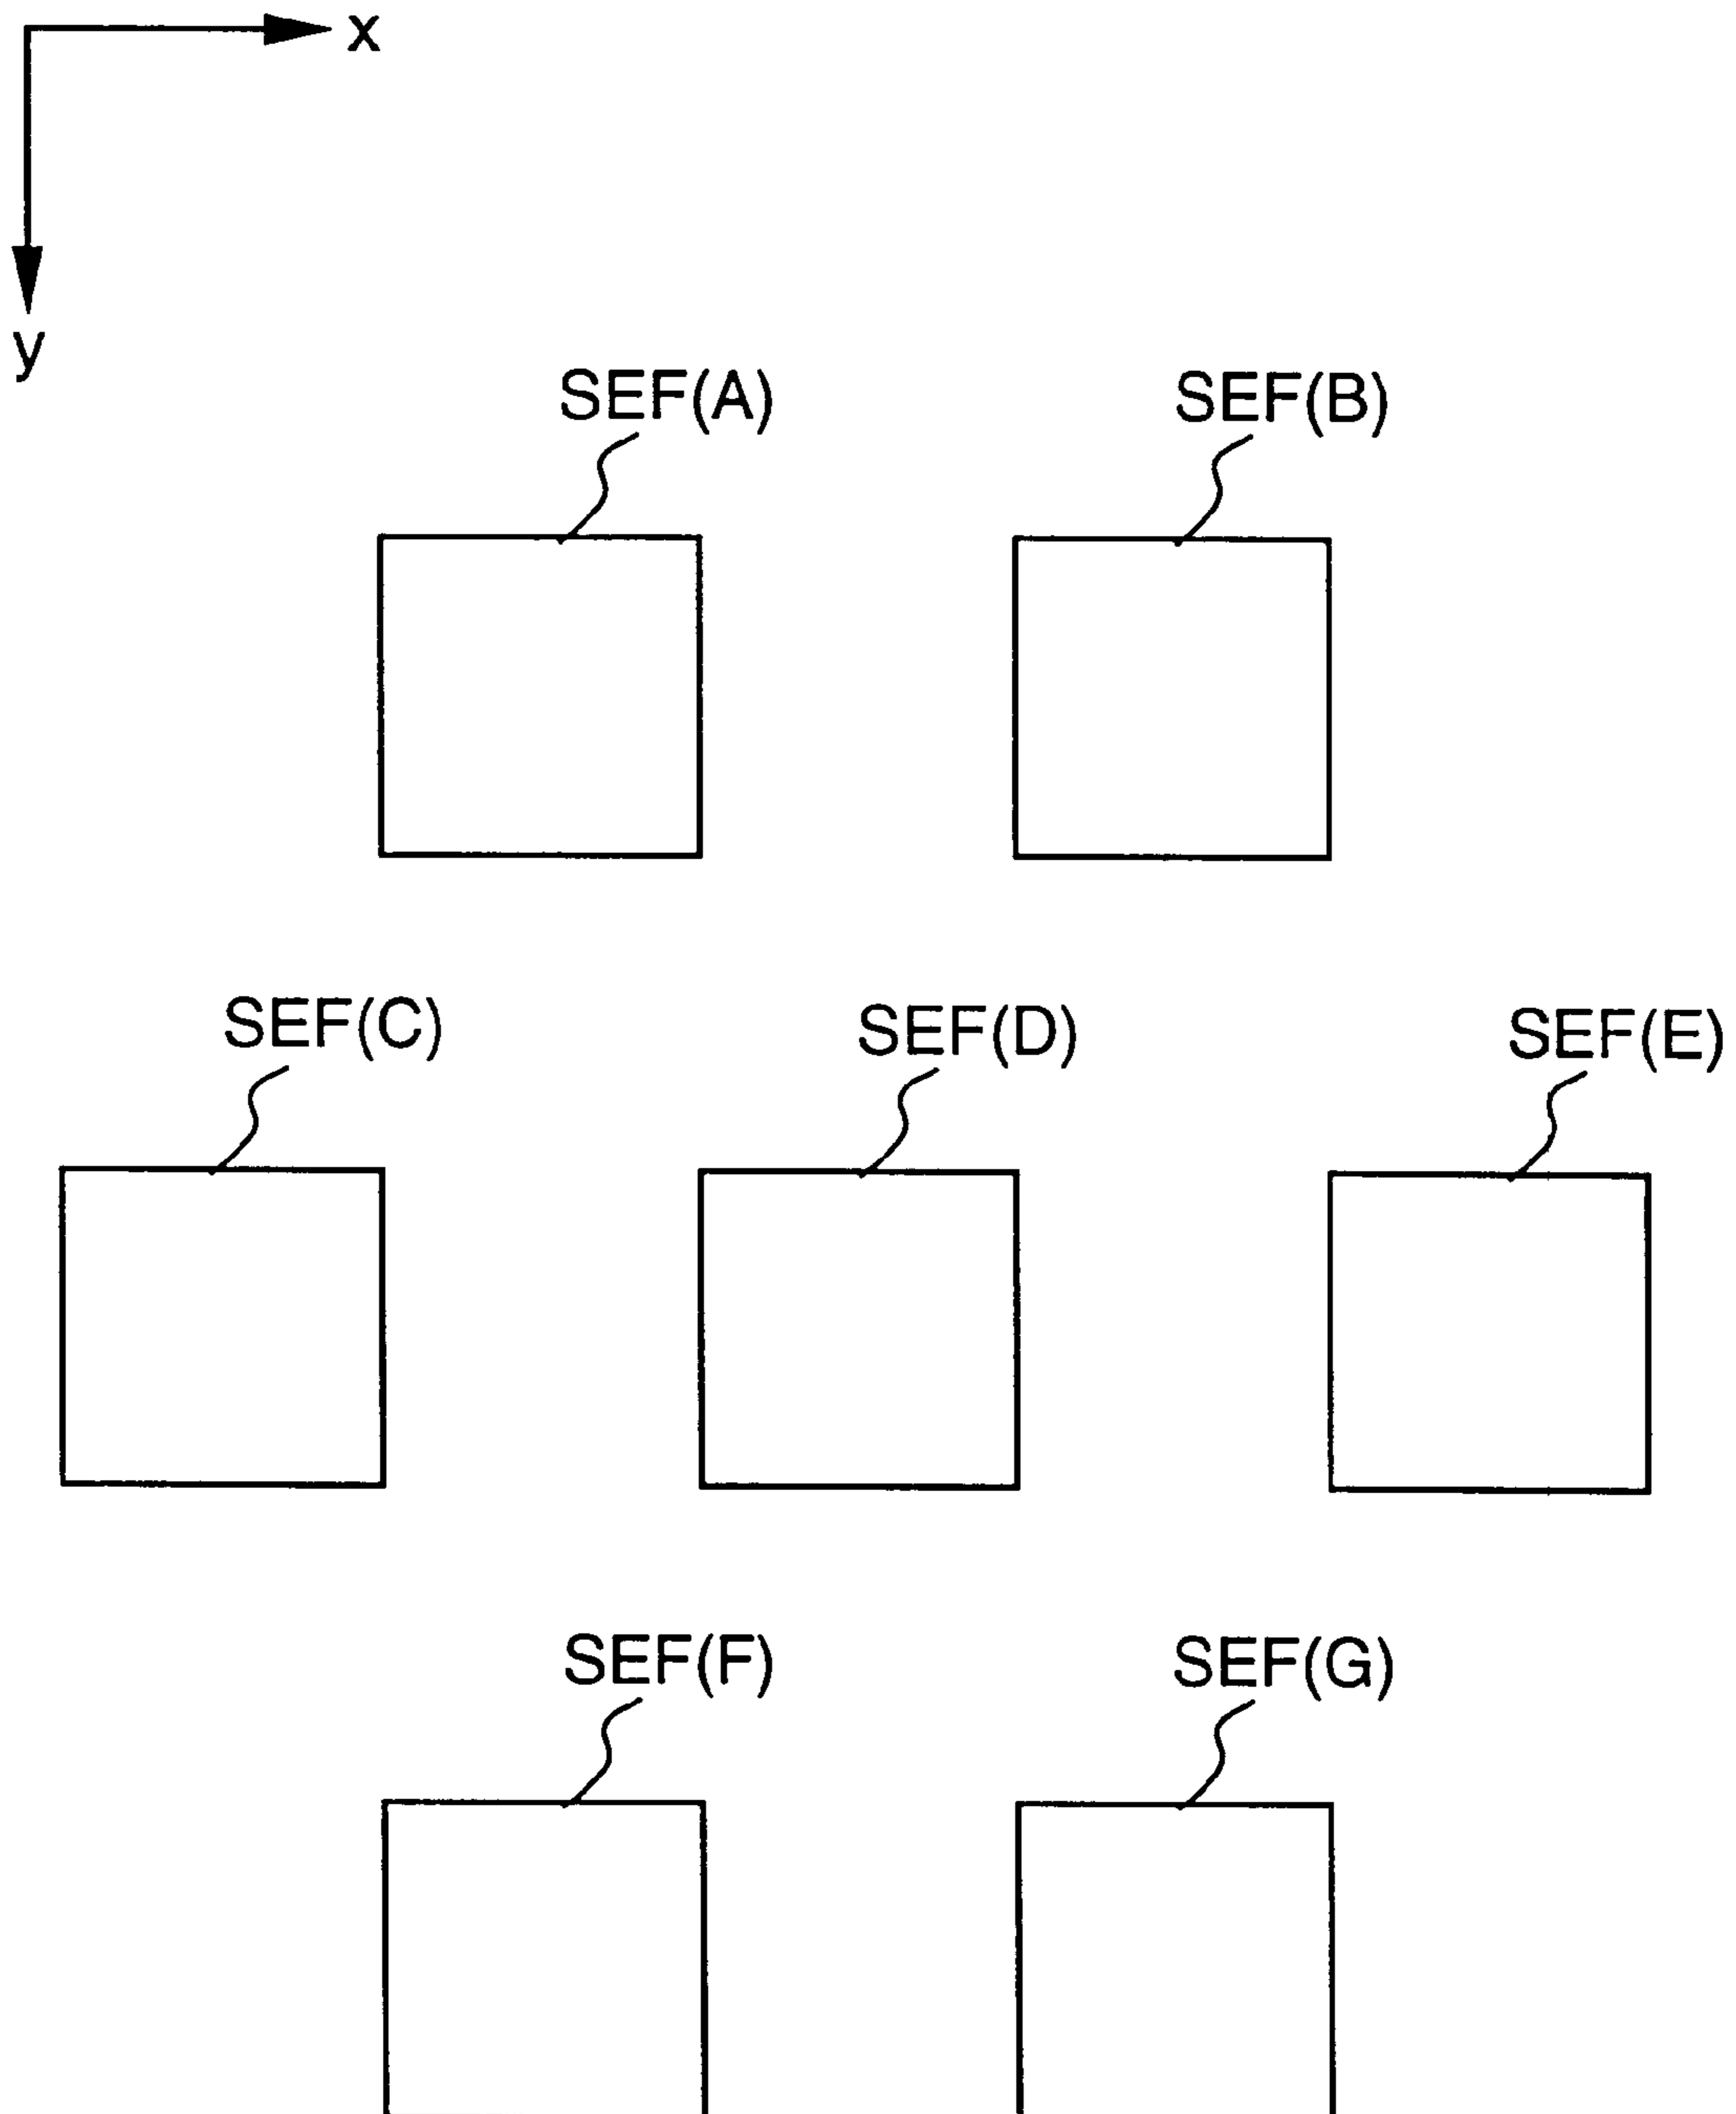 x
y
SEF(A) SEF(B)
SEF(C) SEF(D) SEF(E)
SEF(F) SEF(G)